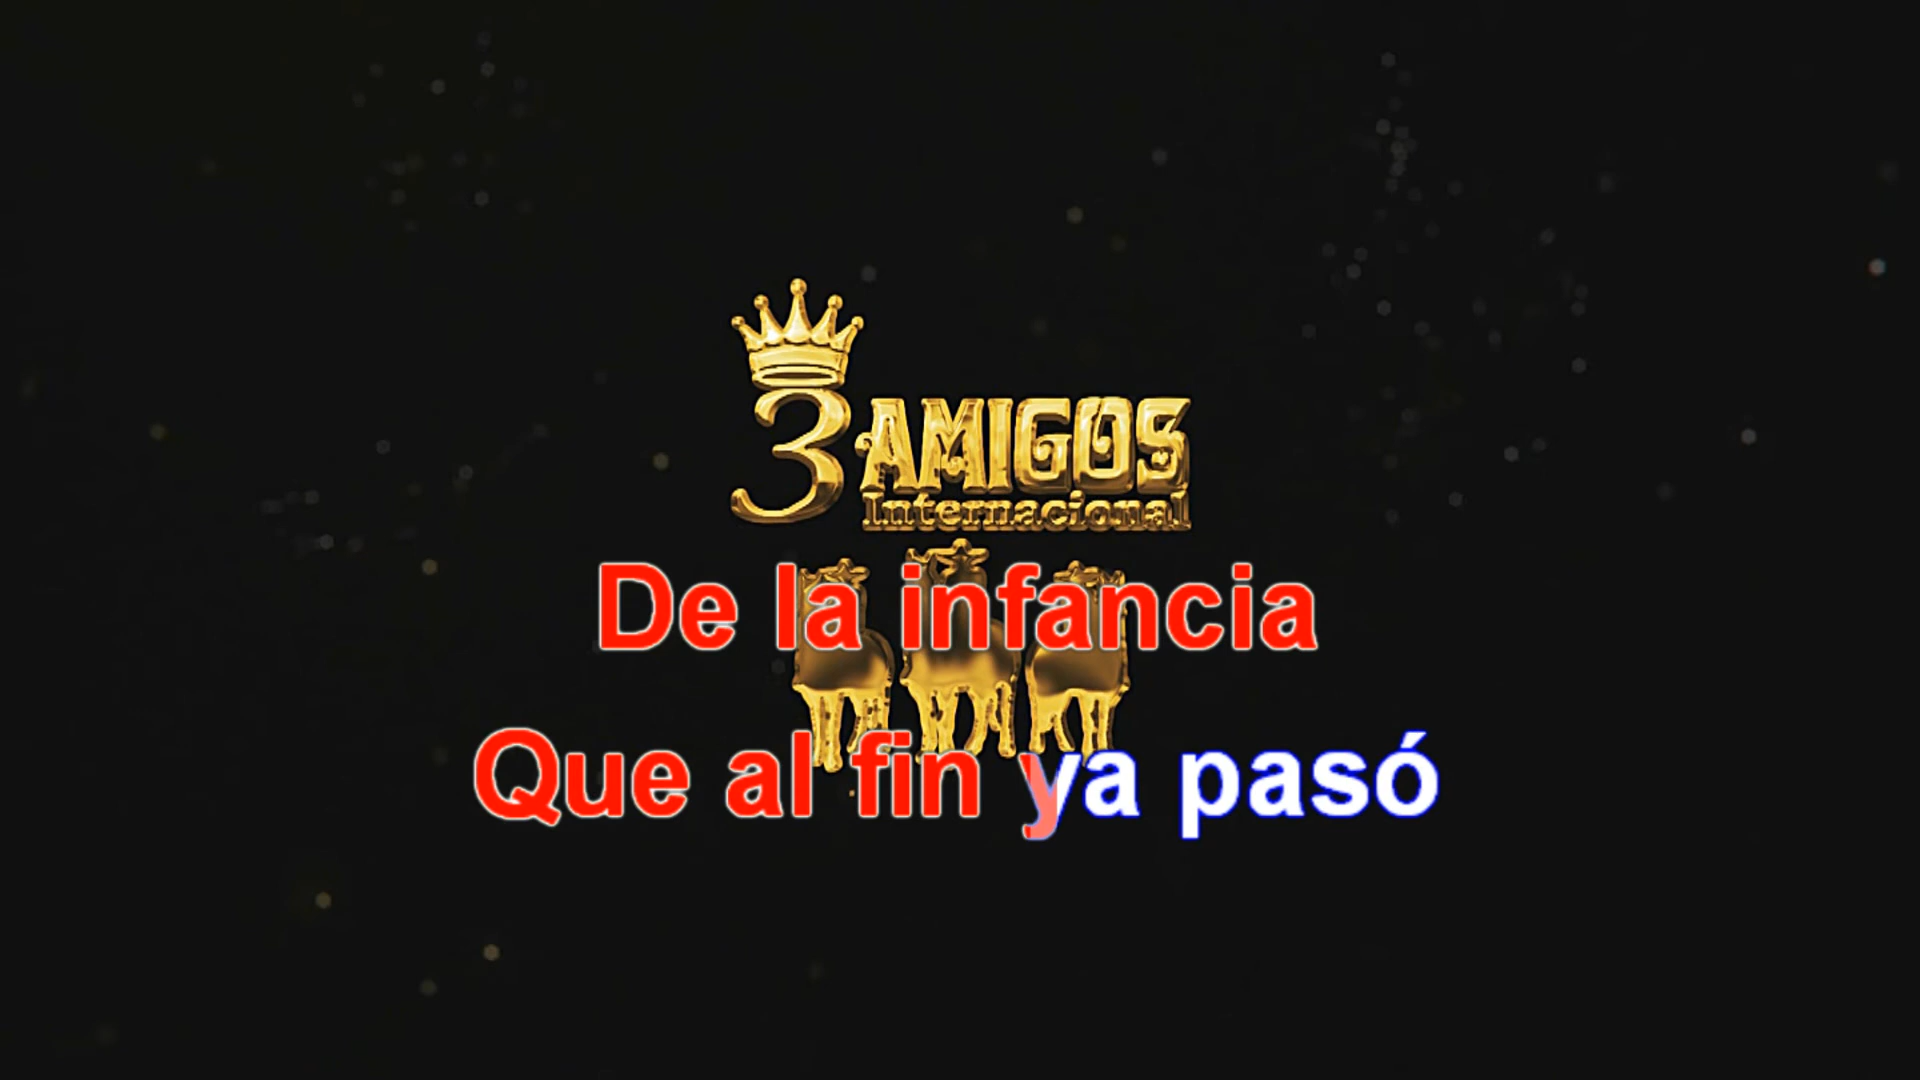 3 AMIGOS
Internacional
De la infancia
Que al fin ya pasó